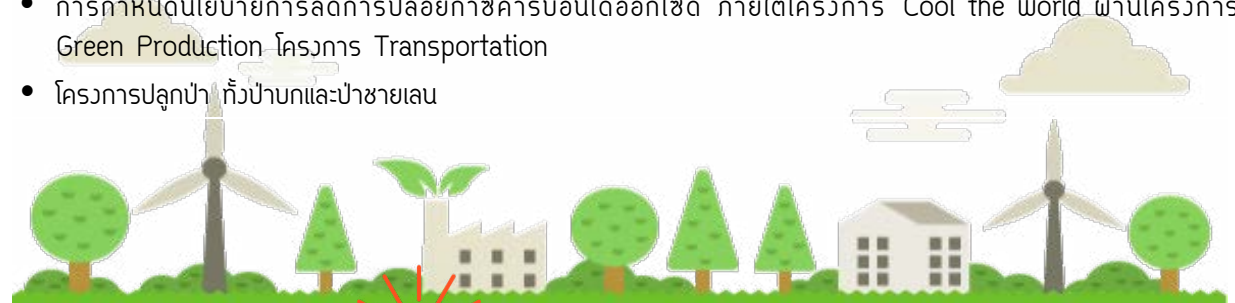 • การกำหนดนโยบายการลดการปล่อยก๊าซคาร์บอนไดออกไซด์ ภายใต้โครงการ Cool the World ผ่านโครงการ
Green Production โครงการ Transportation
• โครงการปลูกป่า ทั้งป่าบกและป่าชายเลน